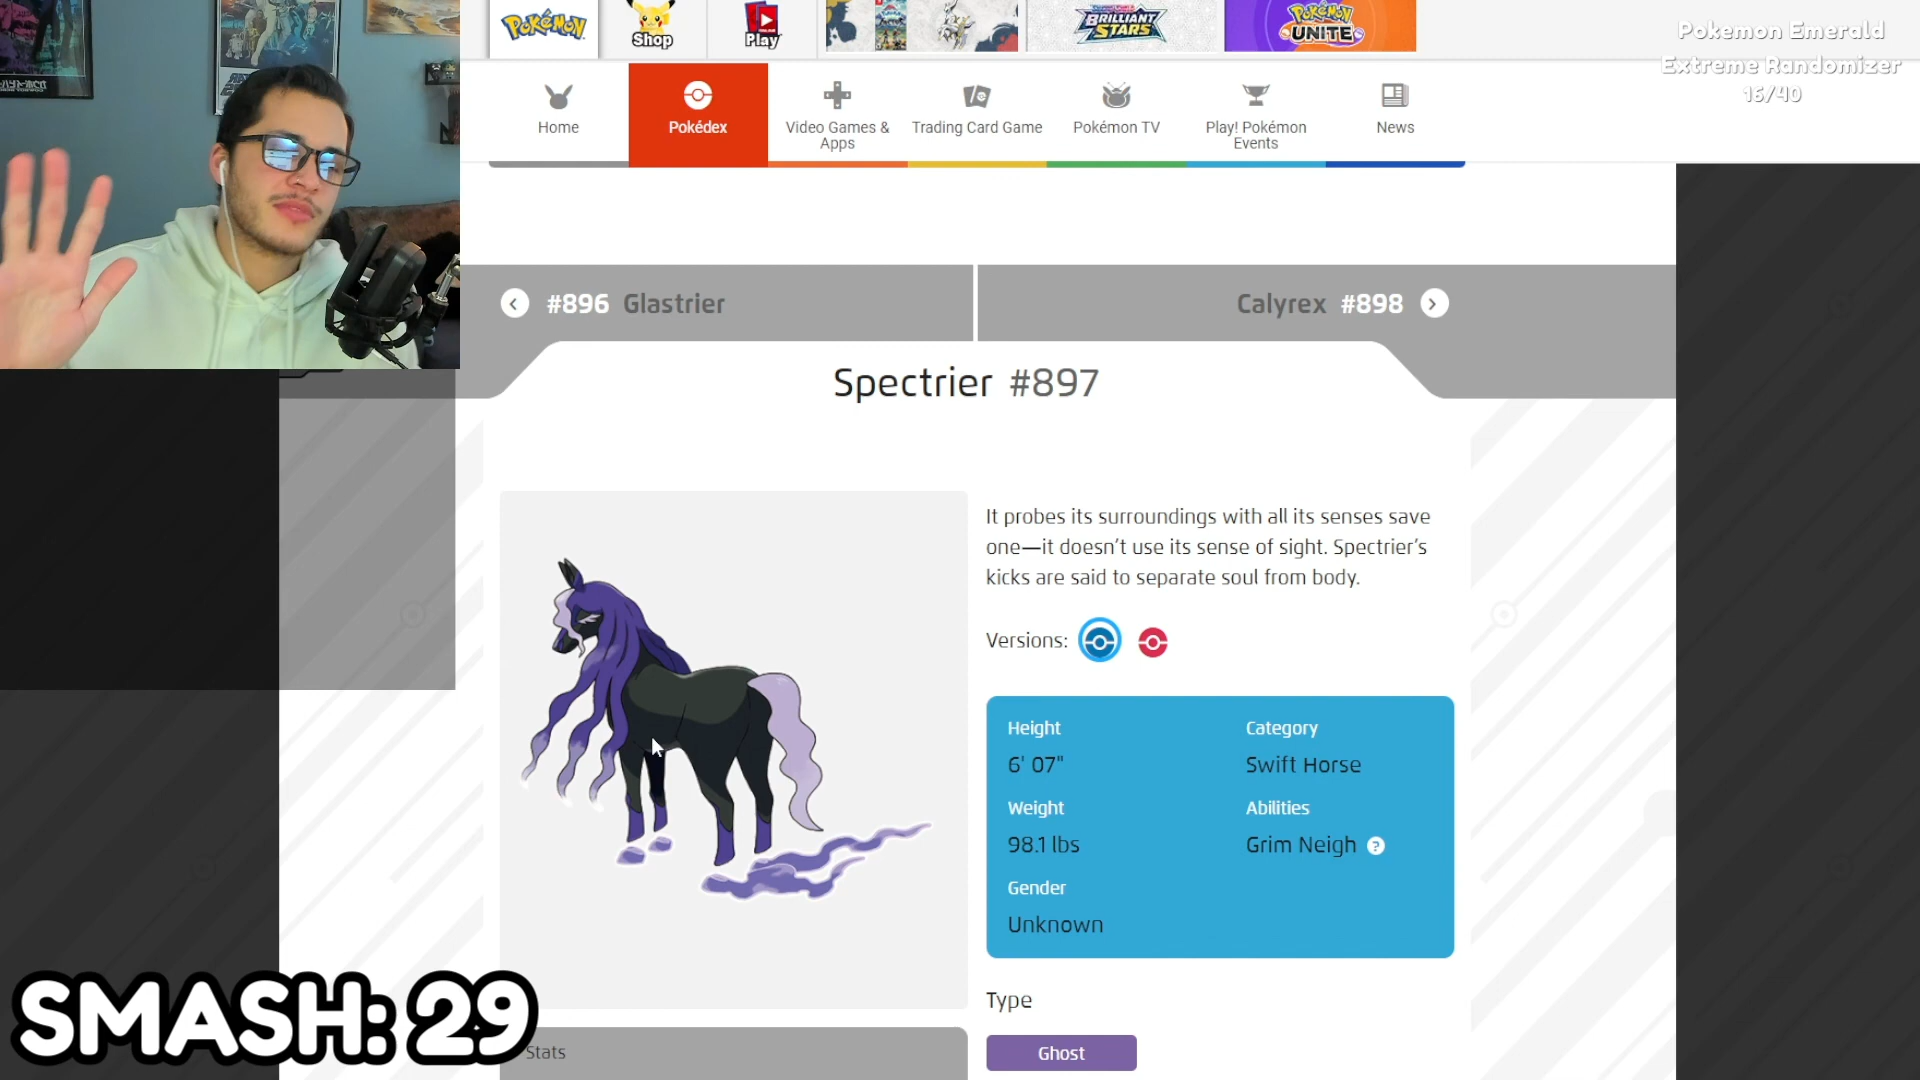 Pokémon
Shop
Play!
BRILLIANT STARS
Pokémon UNITE
Pokemon Emerald
Extreme Randomizer
16/40
Home
Pokédex
Video Games & Apps
Trading Card Game
Pokémon TV
Play! Pokémon Events
News
#896 Glastrier
Calyrex #898
Spectrier #897
It probes its surroundings with all its senses save
one—it doesn't use its sense of sight. Spectrier's
kicks are said to separate soul from body.
Versions:
Height
6' 07"
Category
Swift Horse
Weight
98.1 lbs
Abilities
Grim Neigh ?
Gender
Unknown
Type
Ghost
Stats
SMASH: 29